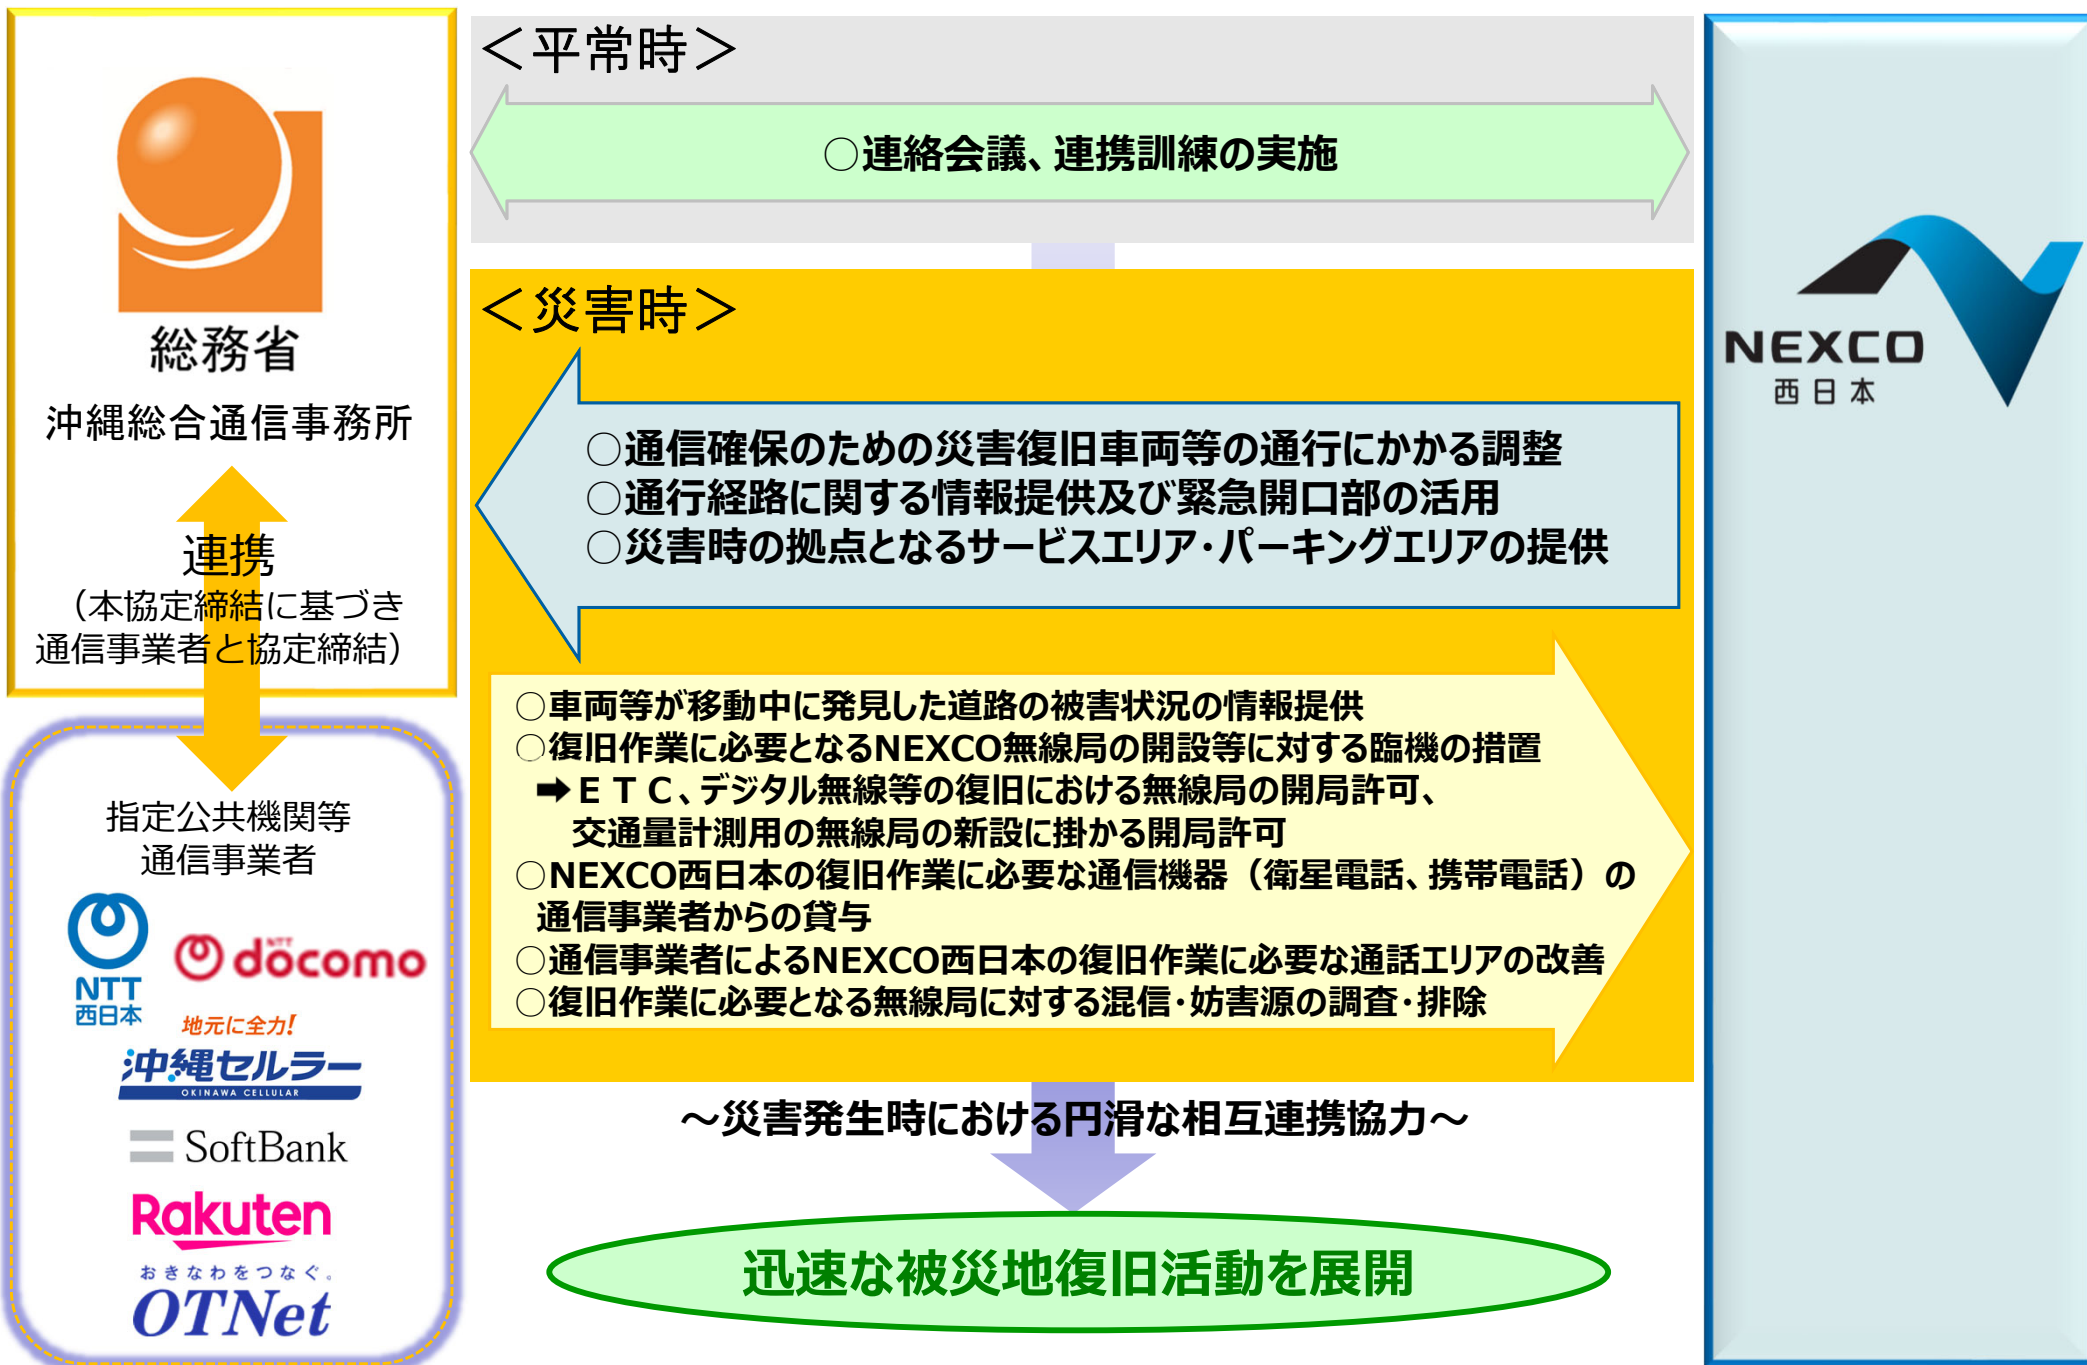 総務省
沖縄総合通信事務所
連携
（本協定締結に基づき
通信事業者と協定締結）
指定公共機関等
通信事業者
NTT
西日本
NTT
döcomo
地元に全力!
沖縄セルラー
OKINAWA CELLULAR
SoftBank
Rakuten
おきなわをつなぐ。
OTNet
＜平常時＞
○連絡会議、連携訓練の実施
＜災害時＞
○通信確保のための災害復旧車両等の通行にかかる調整
○通行経路に関する情報提供及び緊急開口部の活用
○災害時の拠点となるサービスエリア・パーキングエリアの提供
○車両等が移動中に発見した道路の被害状況の情報提供
○復旧作業に必要となるNEXCO無線局の開設等に対する臨機の措置
➡ＥＴＣ、デジタル無線等の復旧における無線局の開局許可、
交通量計測用の無線局の新設に掛かる開局許可
○NEXCO西日本の復旧作業に必要な通信機器（衛星電話、携帯電話）の
通信事業者からの貸与
○通信事業者によるNEXCO西日本の復旧作業に必要な通話エリアの改善
○復旧作業に必要となる無線局に対する混信・妨害源の調査・排除
～災害発生時における円滑な相互連携協力～
迅速な被災地復旧活動を展開
NEXCO
西日本